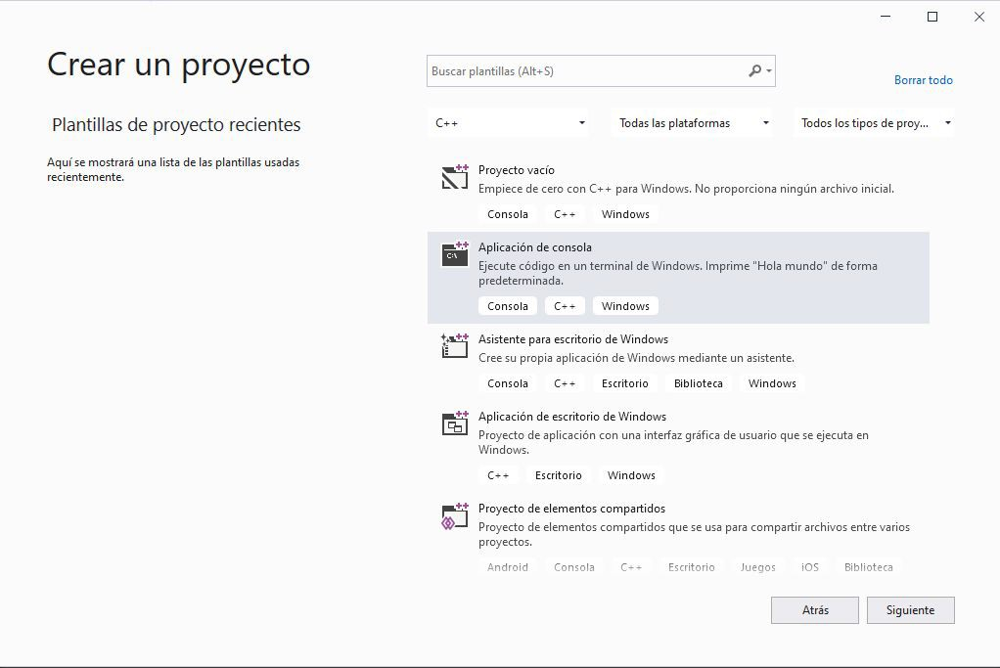 Crear un proyecto
Buscar plantillas (Alt+S)
Borrar todo
Plantillas de proyecto recientes
Aquí se mostrará una lista de las plantillas usadas
recientemente.
C++
Todas las plataformas
Todos los tipos de proy...
Proyecto vacío
Empiece de cero con C++ para Windows. No proporciona ningún archivo inicial.
Consola C++ Windows
C:\
Aplicación de consola
Ejecute código en un terminal de Windows. Imprime "Hola mundo" de forma
predeterminada.
Consola C++ Windows
Asistente para escritorio de Windows
Cree su propia aplicación de Windows mediante un asistente.
Consola C++ Escritorio Biblioteca Windows
Aplicación de escritorio de Windows
Proyecto de aplicación con una interfaz gráfica de usuario que se ejecuta en
Windows.
C++ Escritorio Windows
Proyecto de elementos compartidos
Proyecto de elementos compartidos que se usa para compartir archivos entre varios
proyectos.
Android Consola C++ Escritorio Juegos iOS Biblioteca
Atrás
Siguiente